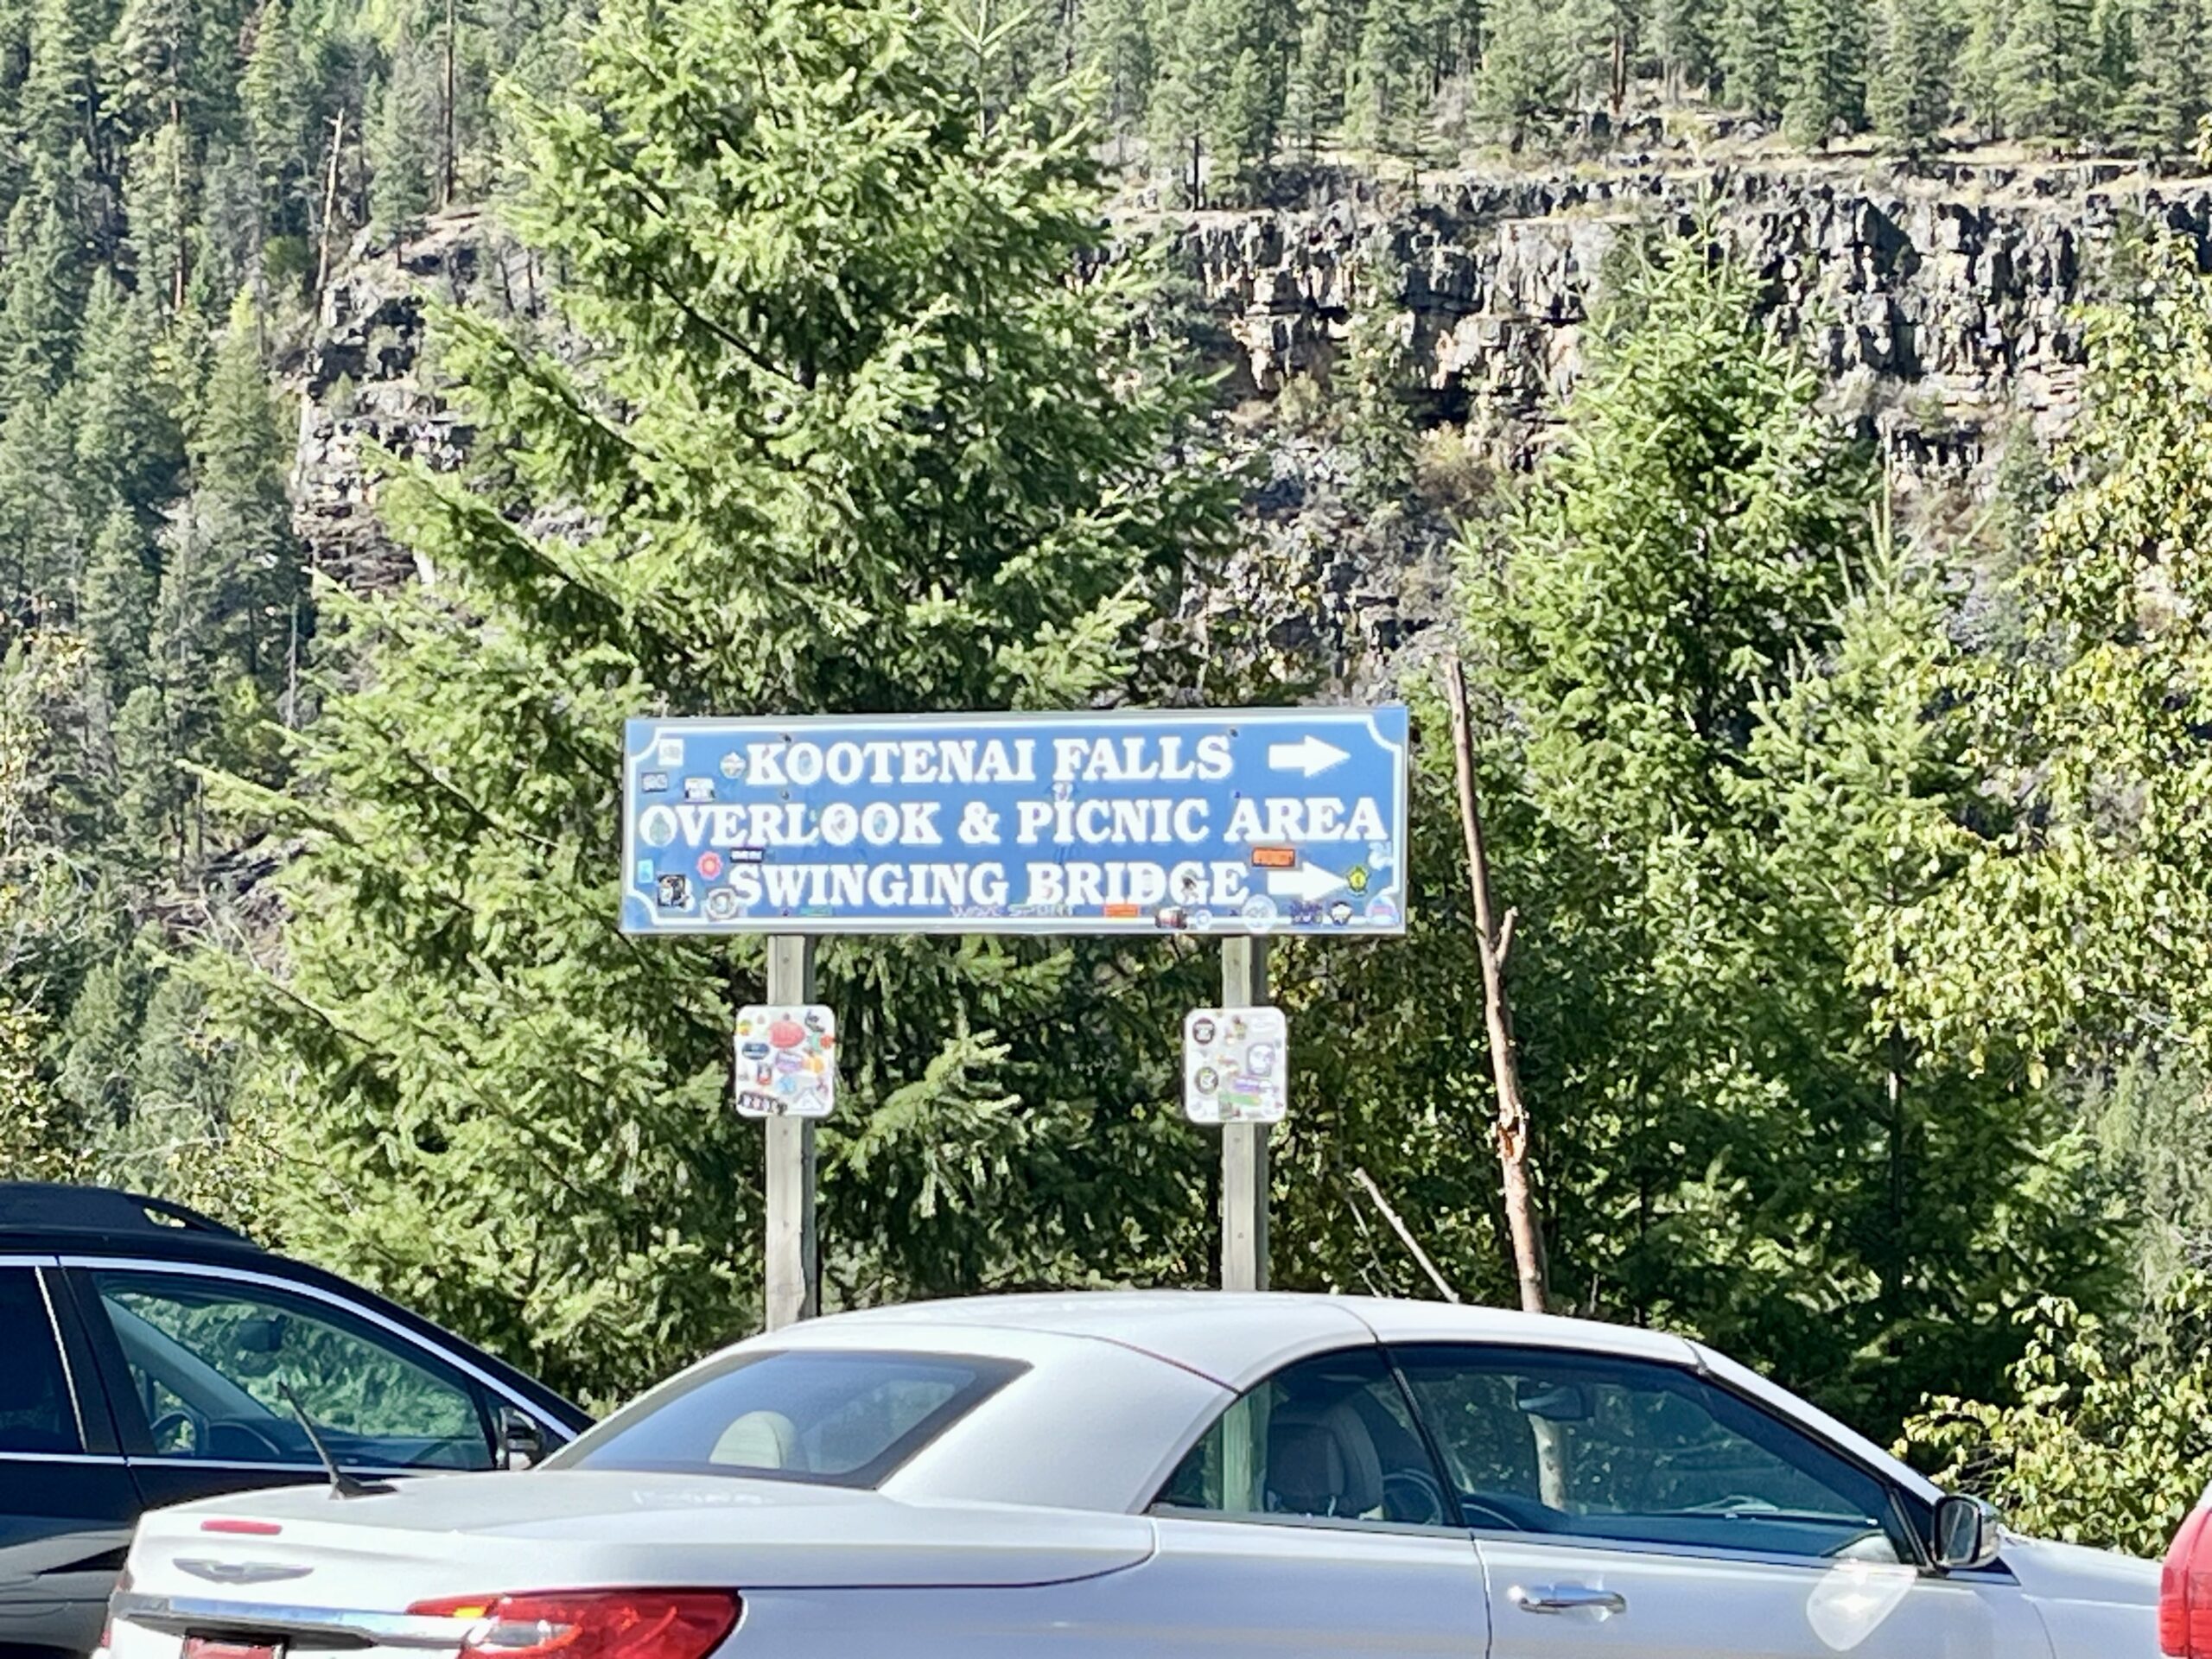 KOOTENAI FALLS
OVERLOOK & PICNIC AREA
SWINGING BRIDGE